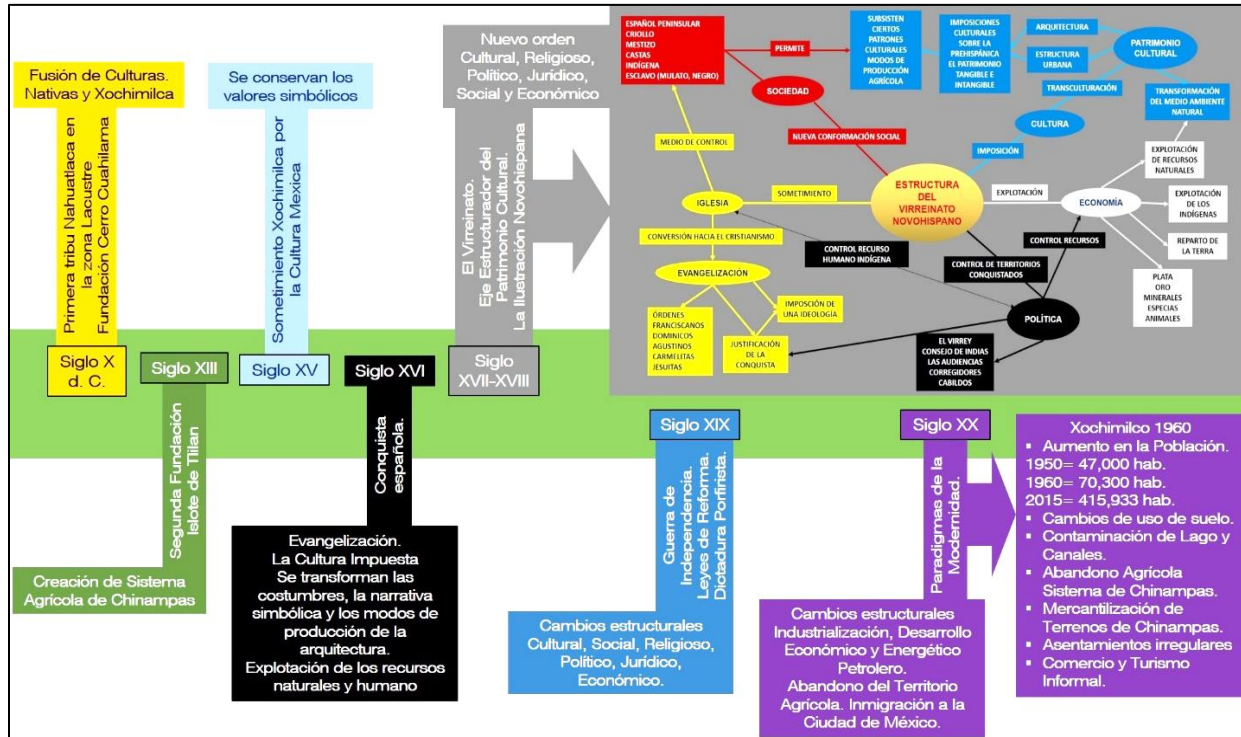 Fusión de Culturas.
Nativas y Xochimilca
Primera tribu Nahuatlaca en
la zona Lacustre
Fundación Cerro Cuahilama
Siglo X
d. C.
Siglo XIII
Segunda Fundación
Islote de Tlilan
Creación de Sistema
Agrícola de Chinampas
Se conservan los
valores simbólicos
Sometimiento Xochimilca por
la Cultura Mexica
Siglo XV
Siglo XVI
Conquista
española.
Evangelización.
La Cultura Impuesta
Se transforman las
costumbres, la narrativa
simbólica y los modos de
producción de la
arquitectura.
Explotación de los recursos
naturales y humano
Nuevo orden
Cultural, Religioso,
Político, Jurídico,
Social y Económico
El Virreinato.
Eje Estructurador del
Patrimonio Cultural.
La Ilustración Novohispana
Siglo
XVII-XVIII
ESPAÑOL PENINSULAR
CRIOLLO
MESTIZO
CASTAS
INDÍGENA
ESCLAVO (MULATO, NEGRO)
PERMITE
SUBSISTEN
CIERTOS
PATRONES
CULTURALES
MODOS DE
PRODUCCIÓN
AGRÍCOLA
IMPOSICIONES
CULTURALES
SOBRE LA
PREHISPÁNICA
EL PATRIMONIO
TANGIBLE E
INTANGIBLE
ARQUITECTURA
ESTRUCTURA
URBANA
PATRIMONIO
CULTURAL
SOCIEDAD
TRANSCULTURACIÓN
TRANSFORMACIÓN
DEL MEDIO AMBIENTE
NATURAL
CULTURA
NUEVA CONFORMACIÓN SOCIAL
MEDIO DE CONTROL
IMPOSICIÓN
EXPLOTACIÓN
DE RECURSOS
NATURALES
IGLESIA
SOMETIMIENTO
ESTRUCTURA
DEL
VIRREINATO
NOVOHISPANO
EXPLOTACIÓN
ECONOMÍA
EXPLOTACIÓN
DE LOS
INDÍGENAS
CONVERSIÓN HACIA EL CRISTIANISMO
CONTROL RECURSO
HUMANO INDÍGENA
CONTROL RECURSOS
REPARTO DE
LA TERRA
EVANGELIZACIÓN
CONTROL DE TERRITORIOS
CONQUISTADOS
PLATA
ORO
MINERALES
ESPECIAS
ANIMALES
IMPOSCIÓN DE
UNA IDEOLOGÍA
POLÍTICA
ÓRDENES
FRANCISCANOS
DOMINICOS
AGUSTINOS
CARMELITAS
JESUITAS
JUSTIFICACIÓN
DE LA
CONQUISTA
EL VIRREY
CONSEJO DE INDIAS
LAS AUDIENCIAS
CORREGIDORES
CABILDOS
Siglo XIX
Guerra de
Independencia.
Leyes de Reforma.
Dictadura Porfirista.
Cambios estructurales
Cultural, Social, Religioso,
Político, Jurídico,
Económico.
Siglo XX
Paradigmas de la
Modernidad.
Cambios estructurales
Industrialización, Desarrollo
Económico y Energético
Petrolero.
Abandono del Territorio
Agrícola. Inmigración a la
Ciudad de México.
Xochimilco 1960
▪ Aumento en la Población.
1950= 47,000 hab.
1960= 70,300 hab.
2015= 415,933 hab.
▪ Cambios de uso de suelo.
▪ Contaminación de Lago y
Canales.
▪ Abandono Agrícola
Sistema de Chinampas.
▪ Mercantilización de
Terrenos de Chinampas.
▪ Asentamientos irregulares
▪ Comercio y Turismo
Informal.